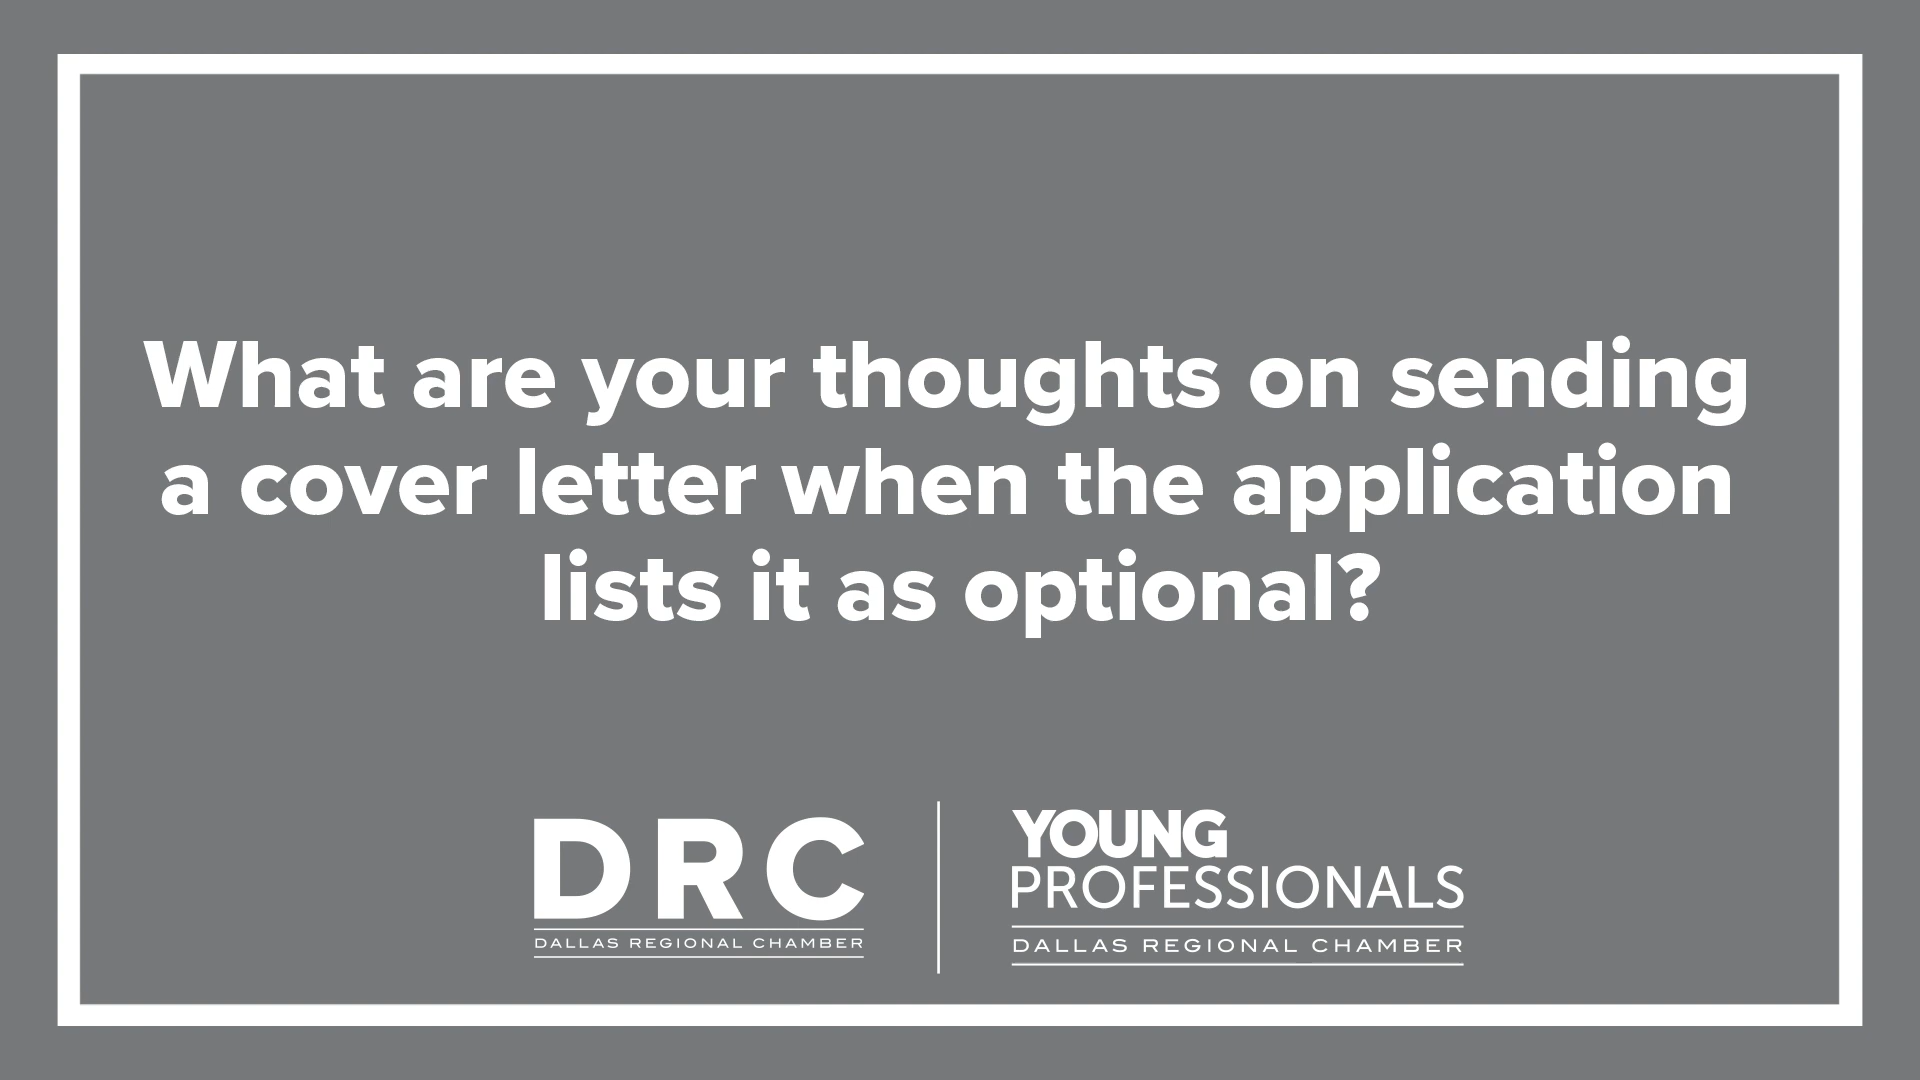 What are your thoughts on sending
a cover letter when the application
lists it as optional?
DRC
DALLAS REGIONAL CHAMBER
YOUNG
PROFESSIONALS
DALLAS REGIONAL CHAMBER